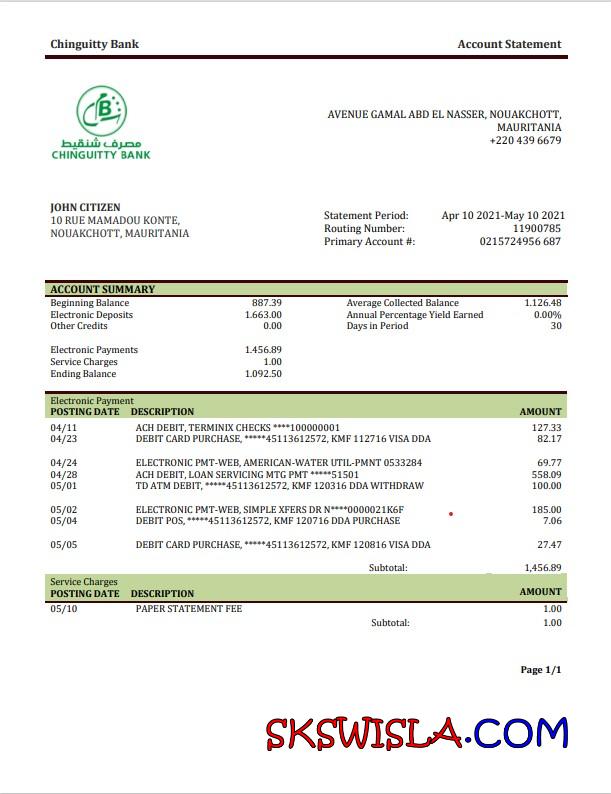 Chinguitty Bank Account Statement
AVENUE GAMAL ABD EL NASSER, NOUAKCHOTT,
MAURITANIA
+220 439 6679
B
مصرف شنقيط
CHINGUITTY BANK
JOHN CITIZEN
10 RUE MAMADOU KONTE,
NOUAKCHOTT, MAURITANIA
Statement Period: Apr 10 2021-May 10 2021
Routing Number: 11900785
Primary Account #: 0215724956 687
ACCOUNT SUMMARY
Beginning Balance 887.39 Average Collected Balance 1.126.48
Electronic Deposits 1.663.00 Annual Percentage Yield Earned 0.00%
Other Credits 0.00 Days in Period 30
Electronic Payments 1.456.89
Service Charges 1.00
Ending Balance 1.092.50
Electronic Payment
POSTING DATE DESCRIPTION AMOUNT
04/11 ACH DEBIT, TERMINIX CHECKS ****100000001 127.33
04/23 DEBIT CARD PURCHASE, *****45113612572, KMF 112716 VISA DDA 82.17
04/24 ELECTRONIC PMT-WEB, AMERICAN-WATER UTIL-PMNT 0533284 69.77
04/28 ACH DEBIT, LOAN SERVICING MTG PMT *****51501 558.09
05/01 TD ATM DEBIT, *****45113612572, KMF 120316 DDA WITHDRAW 100.00
05/02 ELECTRONIC PMT-WEB, SIMPLE XFERS DR N****0000021K6F 185.00
05/04 DEBIT POS, *****45113612572, KMF 120716 DDA PURCHASE 7.06
05/05 DEBIT CARD PURCHASE, *****45113612572, KMF 120816 VISA DDA 27.47
Subtotal: 1,456.89
Service Charges
POSTING DATE DESCRIPTION AMOUNT
05/10 PAPER STATEMENT FEE 1.00
Subtotal: 1.00
Page 1/1
SKSWISLA.COM